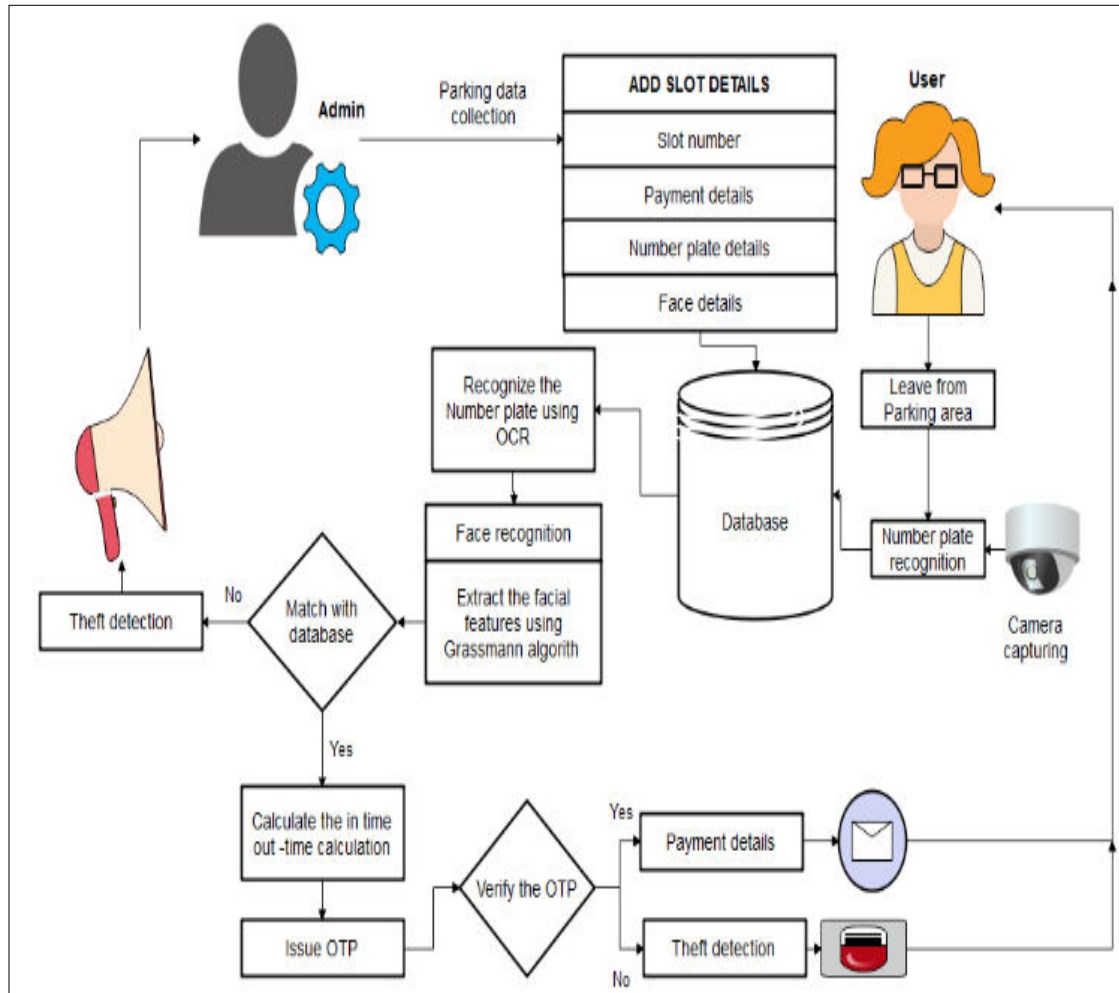 Admin
Parking data
collection
ADD SLOT DETAILS
Slot number
Payment details
Number plate details
Face details
User
Leave from
Parking area
Number plate
recognition
Camera
capturing
Database
Recognize the
Number plate using
OCR
Face recognition
Extract the facial
features using
Grassmann algorith
Match with
database
No
Theft detection
Yes
Calculate the in time
out -time calculation
Issue OTP
Verify the OTP
Yes
Payment details
No
Theft detection